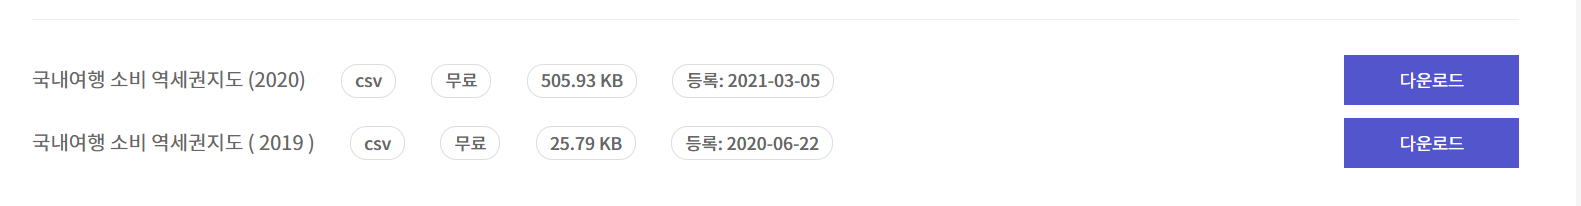 국내여행 소비 역세권지도 (2020) csv 무료 505.93 KB 등록: 2021-03-05 다운로드
국내여행 소비 역세권지도 ( 2019 ) csv 무료 25.79 KB 등록: 2020-06-22 다운로드